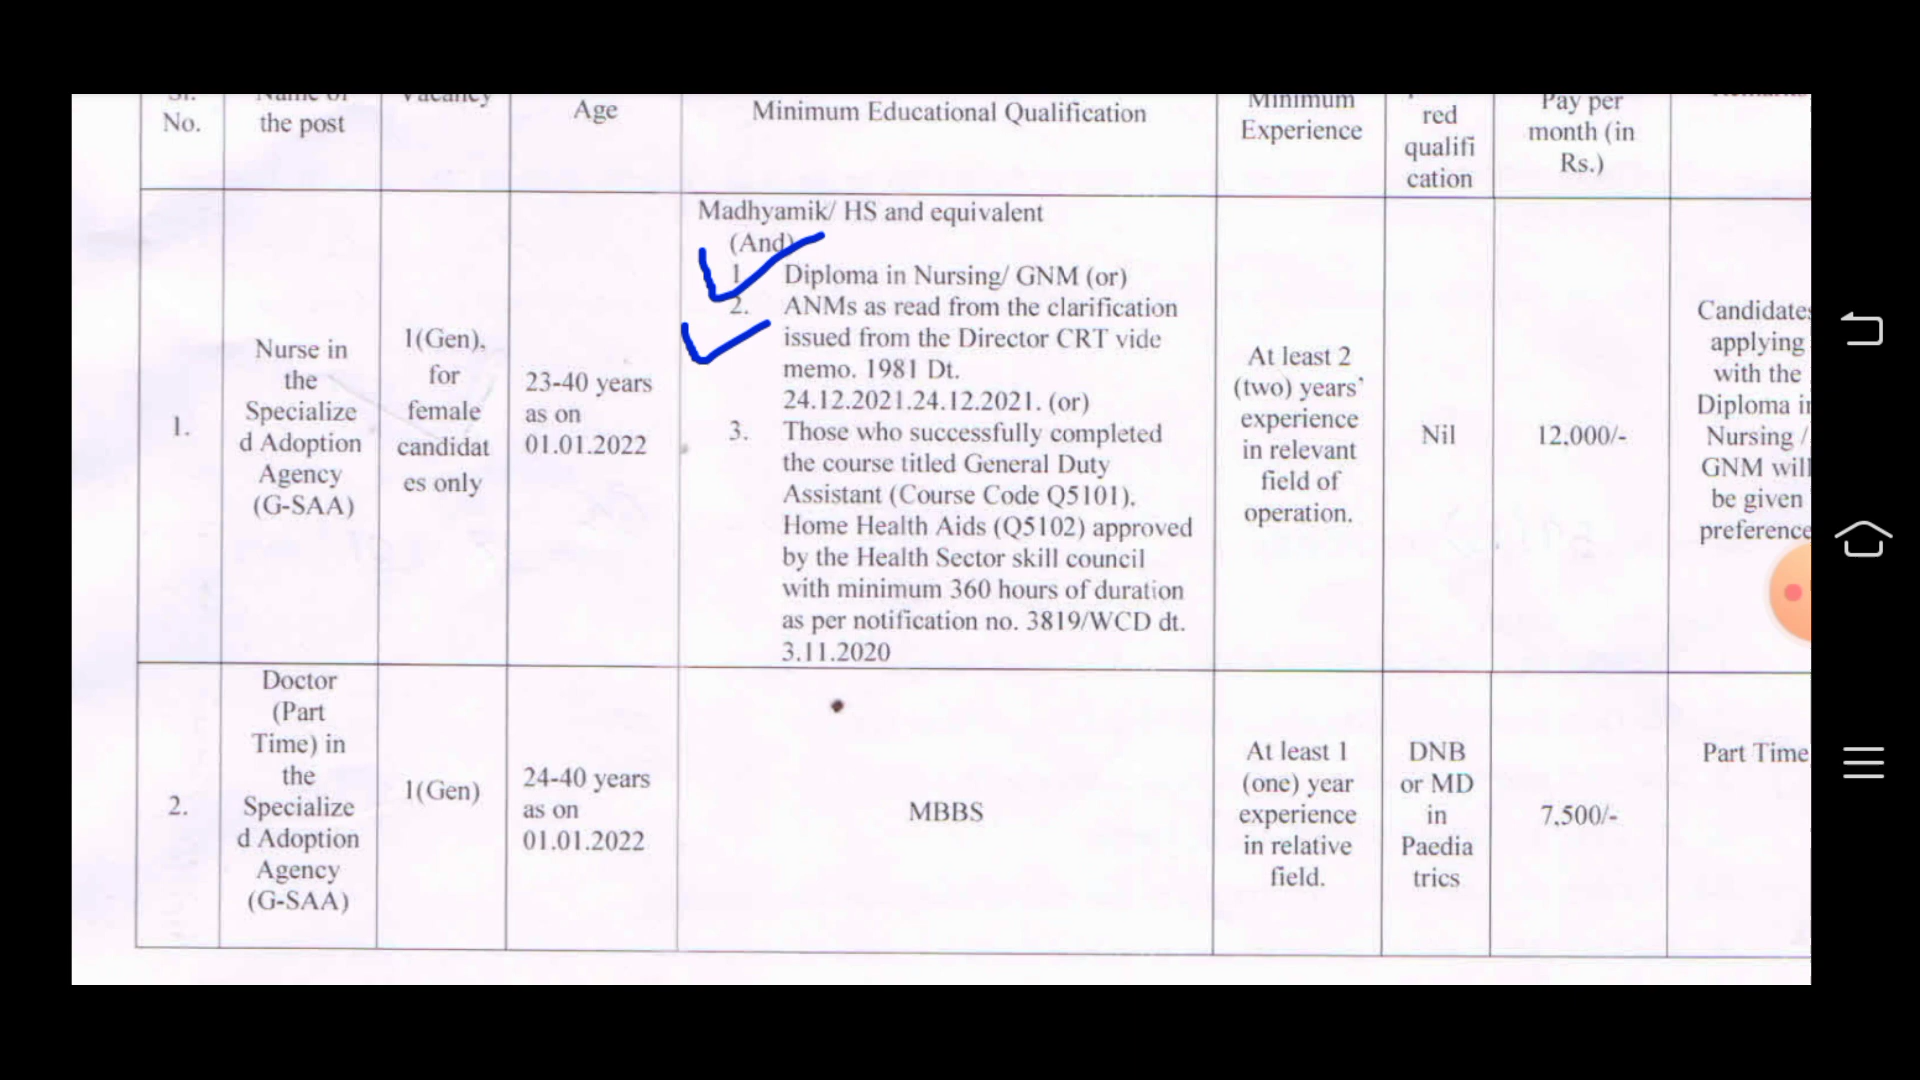 No.
the post
Age
Minimum Educational Qualification
Minimum
Experience
red
qualifi
cation
Pay per
month (in
Rs.)
1.
Nurse in
the
Specialize
d Adoption
Agency
(G-SAA)
1(Gen),
for
female
candidat
es only
23-40 years
as on
01.01.2022
Madhyamik/ HS and equivalent
(And)
1
Diploma in Nursing/ GNM (or)
2. ANMs as read from the clarification
issued from the Director CRT vide
memo. 1981 Dt.
24.12.2021.24.12.2021. (or)
3. Those who successfully completed
the course titled General Duty
Assistant (Course Code Q5101).
Home Health Aids (Q5102) approved
by the Health Sector skill council
with minimum 360 hours of duration
as per notification no. 3819/WCD dt.
3.11.2020
At least 2
(two) years'
experience
in relevant
field of
operation.
Nil
12,000/-
Candidates
applying
with the
Diploma in
Nursing /
GNM will
be given
preference
2.
Doctor
(Part
Time) in
the
Specialize
d Adoption
Agency
(G-SAA)
1(Gen)
24-40 years
as on
01.01.2022
MBBS
At least 1
(one) year
experience
in relative
field.
DNB
or MD
in
Paedia
trics
7,500/-
Part Time